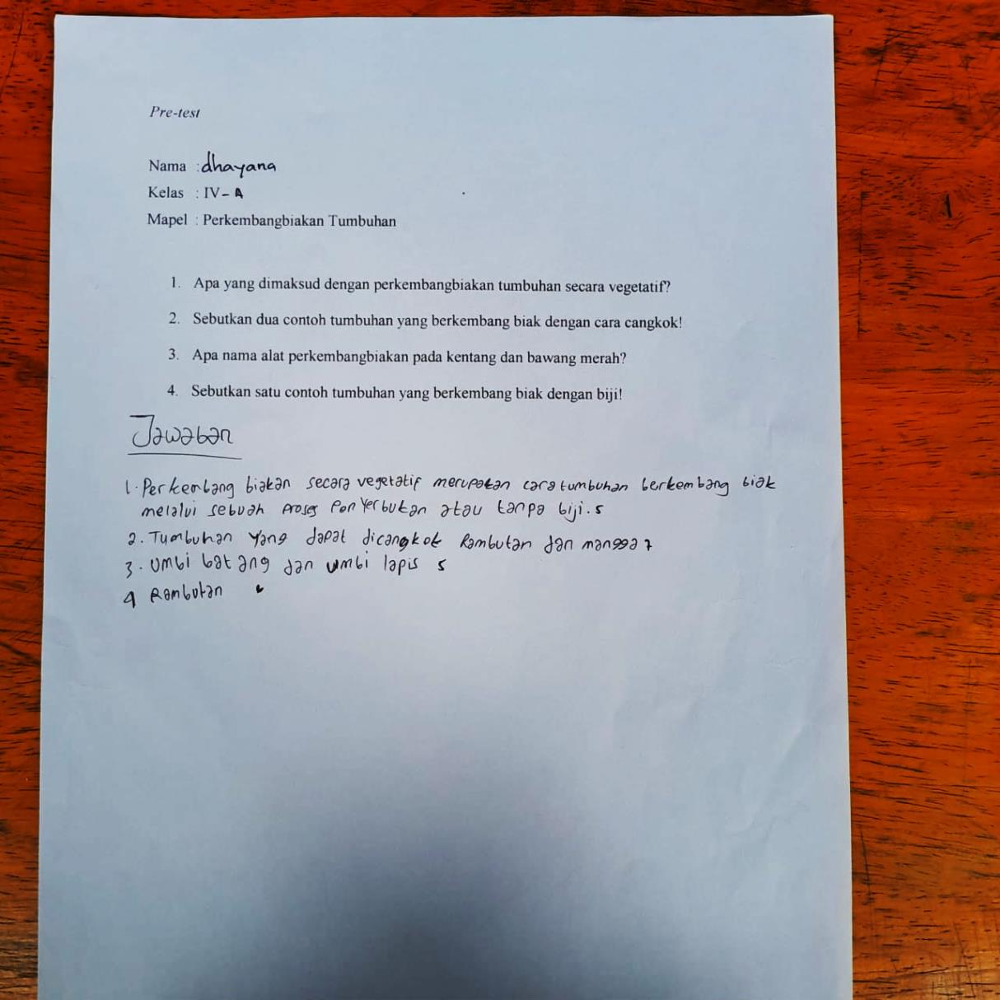 Pre-test
Nama : dhayana
Kelas : IV - A
Mapel : Perkembangbiakan Tumbuhan
1. Apa yang dimaksud dengan perkembangbiakan tumbuhan secara vegetatif?
2. Sebutkan dua contoh tumbuhan yang berkembang biak dengan cara cangkok!
3. Apa nama alat perkembangbiakan pada kentang dan bawang merah?
4. Sebutkan satu contoh tumbuhan yang berkembang biak dengan biji!
Jawaban
1. Perkembang biakan secara vegetatif merupakan cara tumbuhan berkembang biak
melalui sebuah proses Penyerbukan atau tanpa biji. 5
2. Tumbuhan yang dapat dicangkok Rambutan dan mangga 7
3. Umbi batang dan umbi lapis 5
4 Rambutan